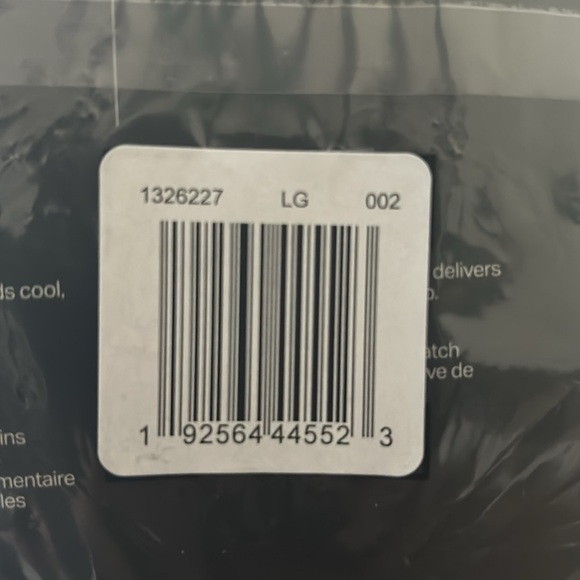 1326227 LG 002
delivers
ds cool,
atch
ve de
1 92564 44552 3
ins
mentaire
les